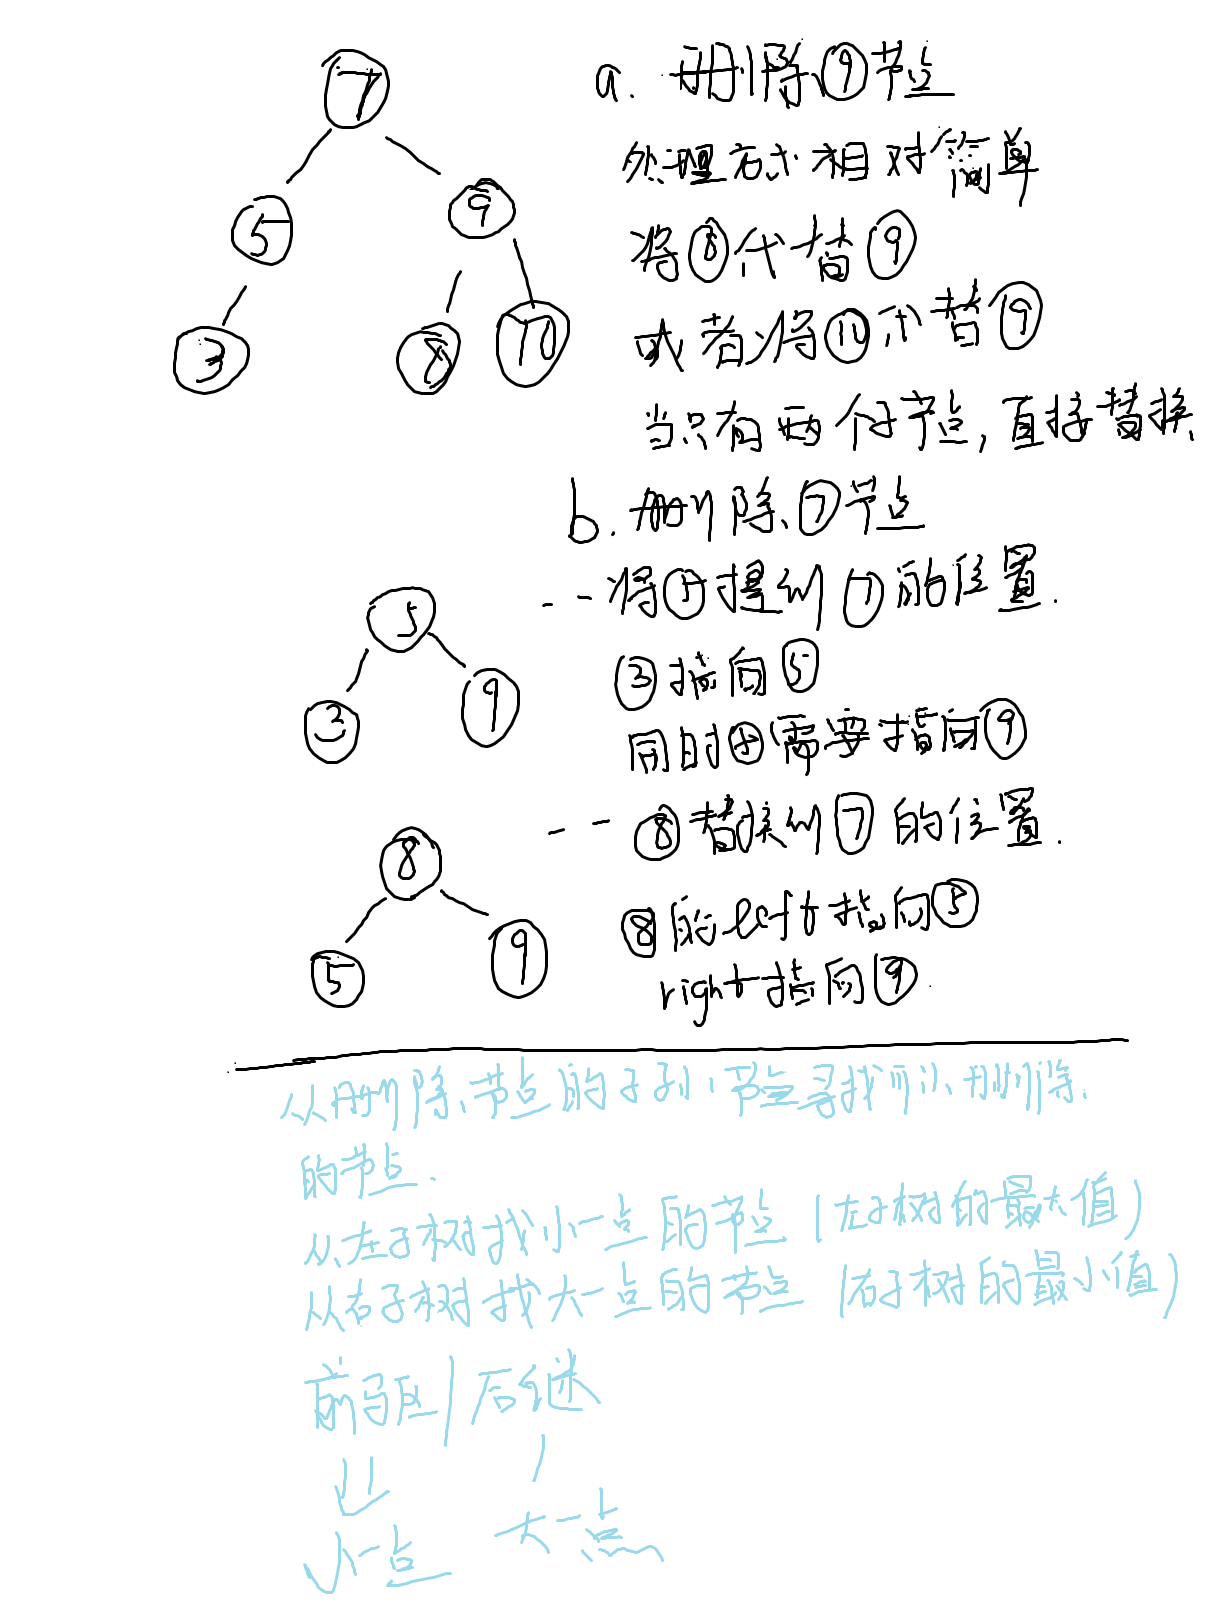 7
5 9
3 8 10
a. 删除⑨节点
处理方式相对简单
将⑧代替⑨
或者将⑩代替⑨
当只有两个子节点,直接替换
b. 删除⑦节点
-- 将⑤提到⑦的位置.
5
3 9
③指向⑤
同时⑤需要指向⑨
-- ⑧替换到⑦的位置.
8
5 9
⑧的left指向⑤
right指向⑨.
从删除节点的子孙节点寻找可以删除
的节点.
从左子树找小一点的节点 (左子树的最大值)
从右子树找大一点的节点 (右子树的最小值)
前驱/后继
小一点 大一点